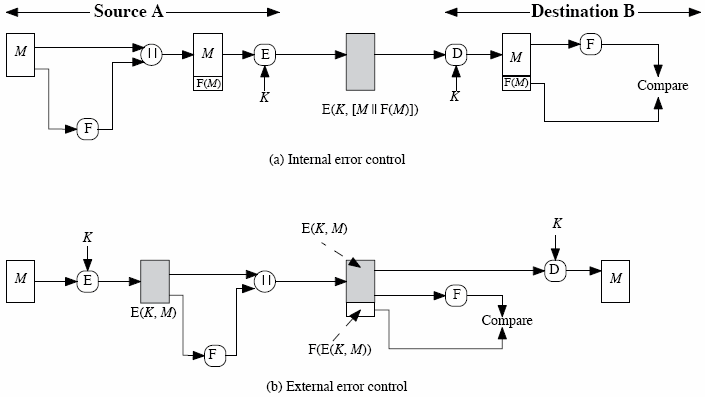 Source A
Destination B
M
||
M
E
D
M
F
F(M)
F(M)
Compare
K
K
F
E(K, [M || F(M)])
(a) Internal error control
E(K, M)
K
K
M
E
||
D
M
F
E(K, M)
Compare
F
F(E(K, M))
(b) External error control